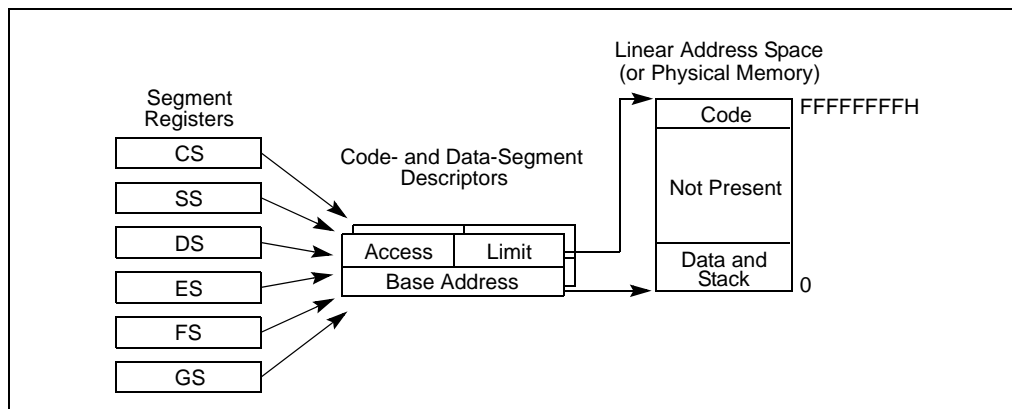 Linear Address Space
(or Physical Memory)
Segment
Registers
CS
SS
DS
ES
FS
GS
Code- and Data-Segment
Descriptors
Access
Limit
Base Address
Code
FFFFFFFFH
Not Present
Data and
Stack
0